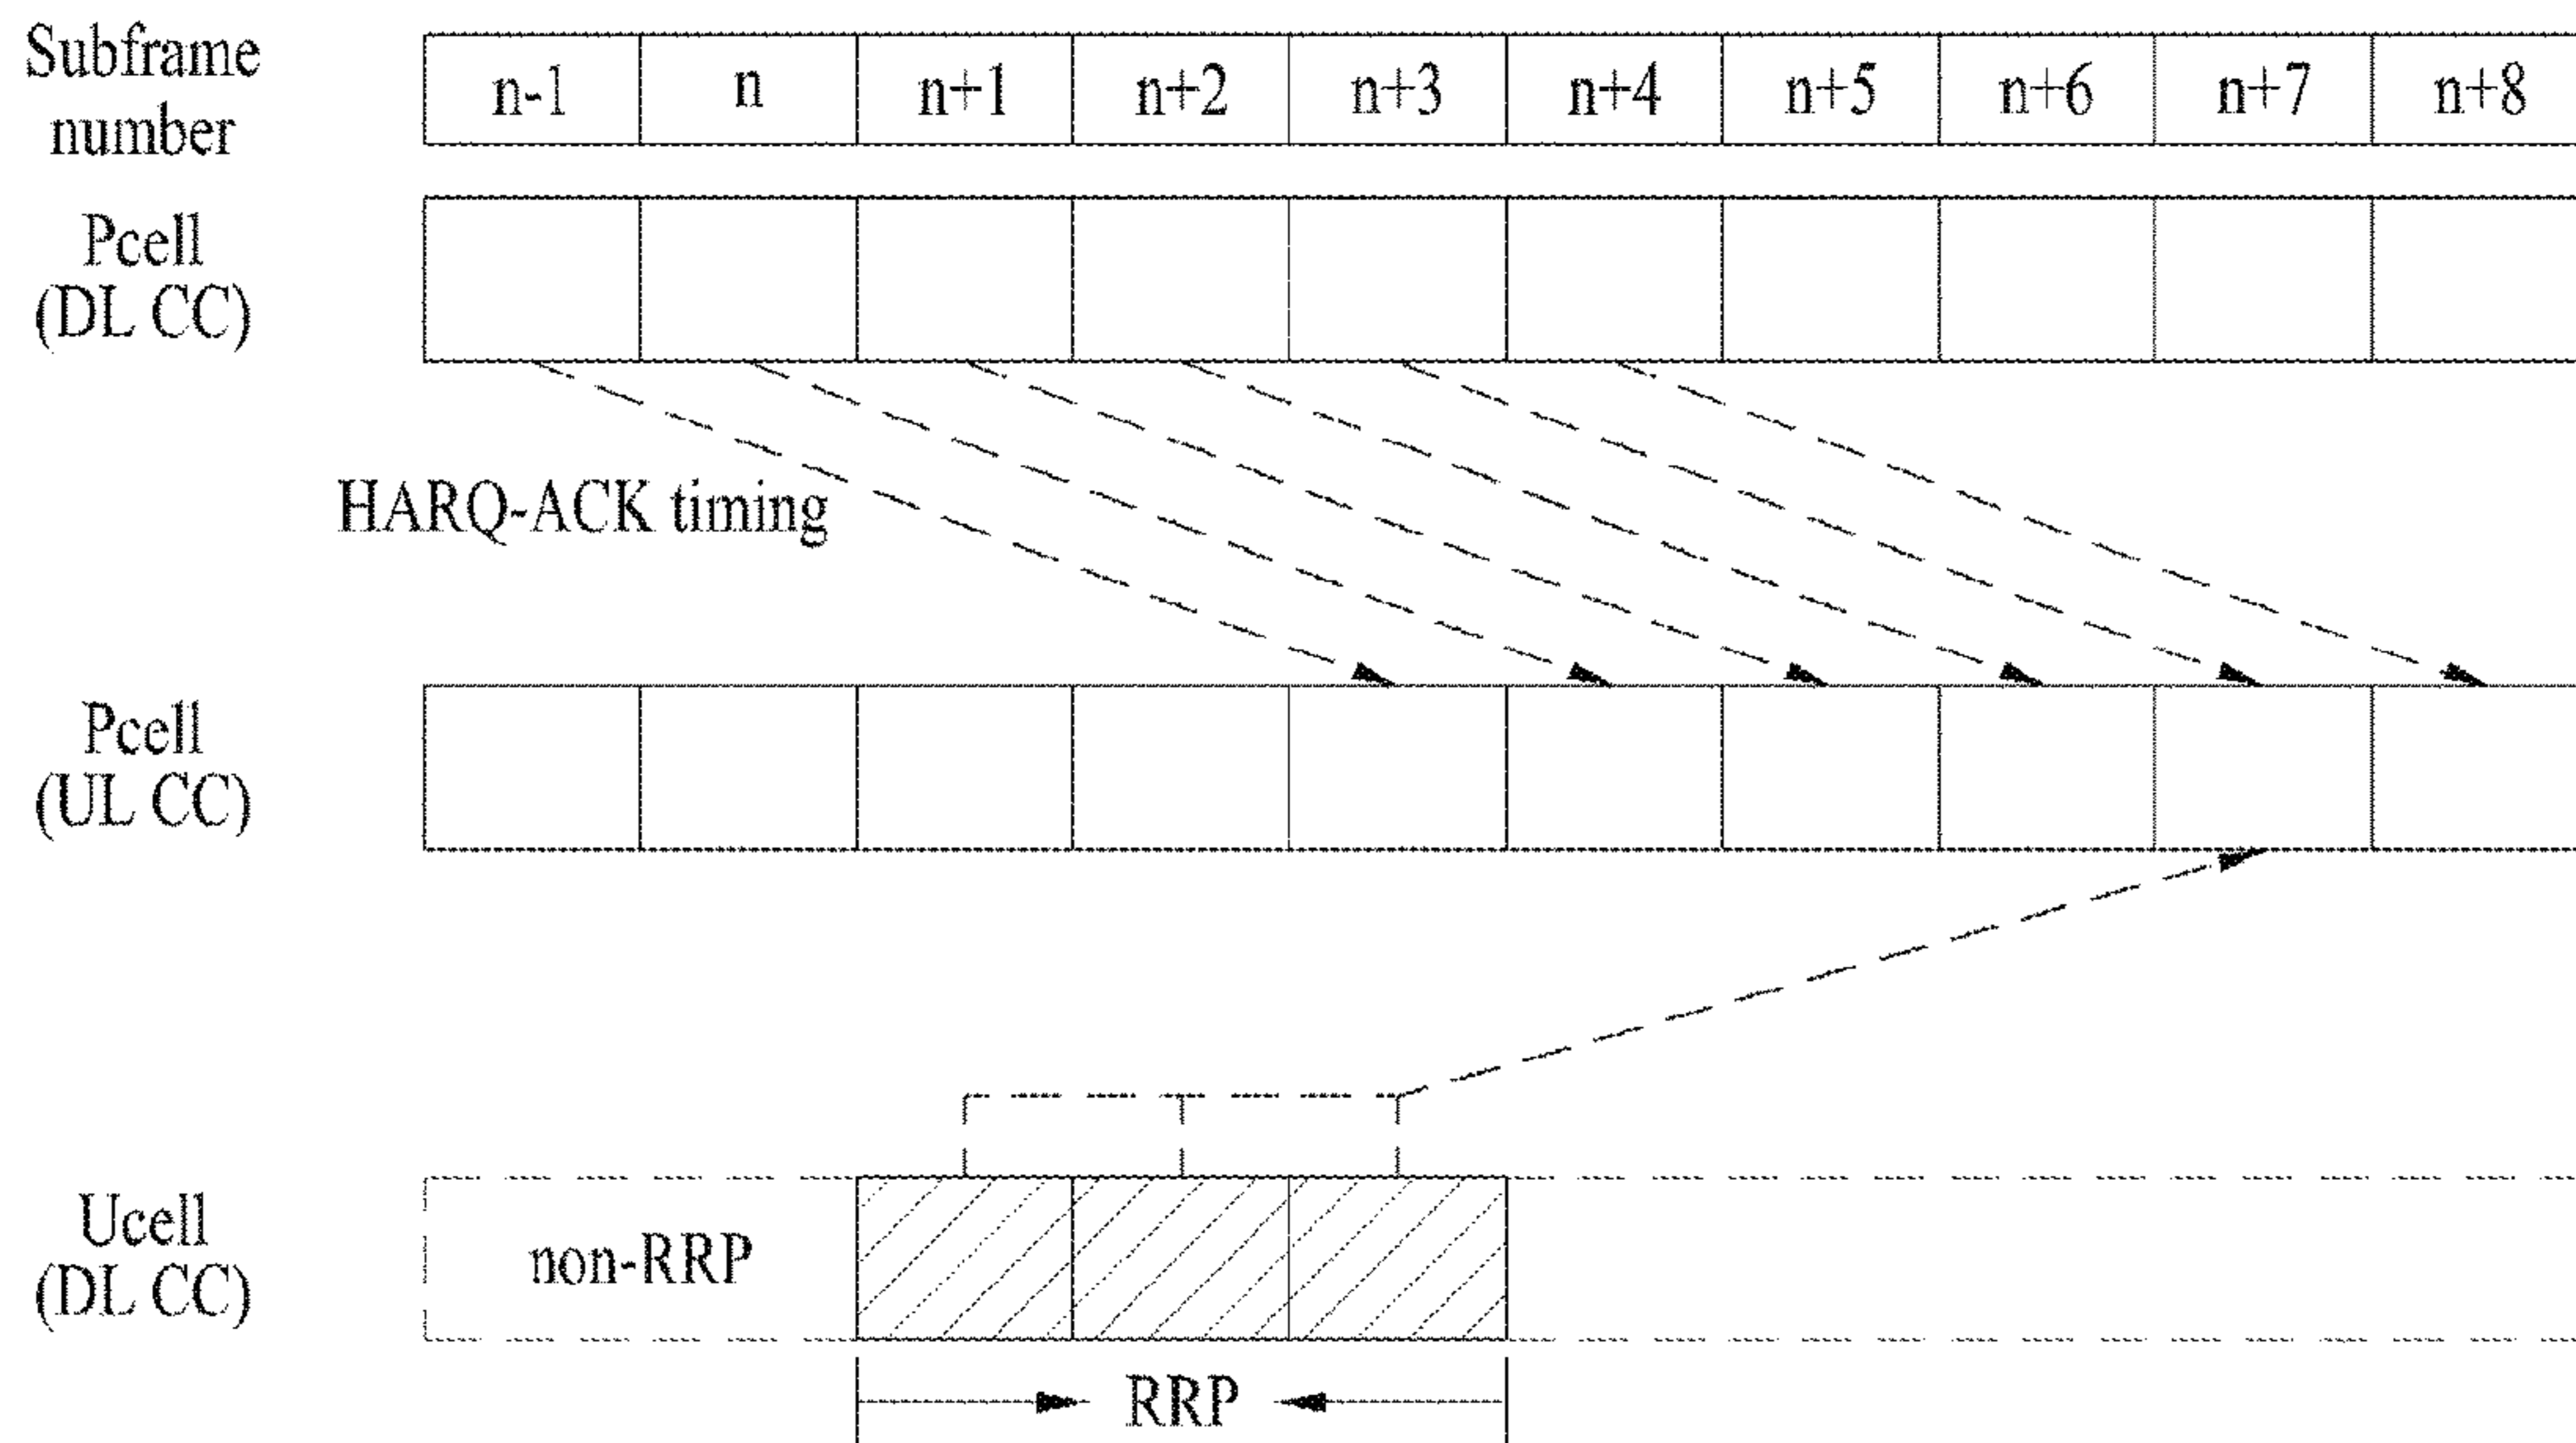 Subframe
number
n-1 n n+1 n+2 n+3 n+4 n+5 n+6 n+7 n+8
Pcell
(DL CC)
HARQ-ACK timing
Pcell
(UL CC)
Ucell
(DL CC)
non-RRP
RRP